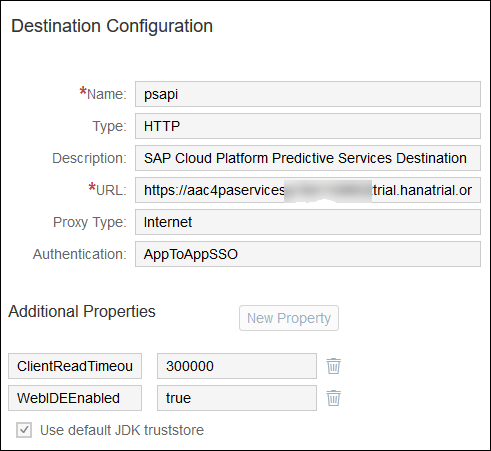 Destination Configuration
*Name: psapi
Type: HTTP
Description: SAP Cloud Platform Predictive Services Destination
*URL: https://aac4paservices trial.hanatrial.or
Proxy Type: Internet
Authentication: AppToAppSSO
Additional Properties New Property
ClientReadTimeou 300000
WebIDEEnabled true
Use default JDK truststore